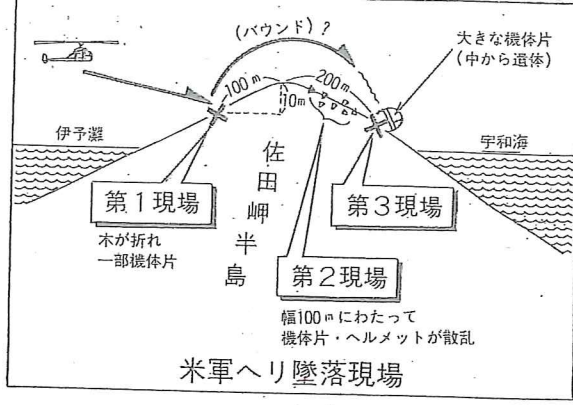 (バウンド)?
大きな機体片
(中から遺体)
100m
200m
10m
伊予灘
宇和海
佐田岬半島
第1現場
木が折れ
一部機体片
第3現場
第2現場
幅100mにわたって
機体片・ヘルメットが散乱
米軍ヘリ墜落現場